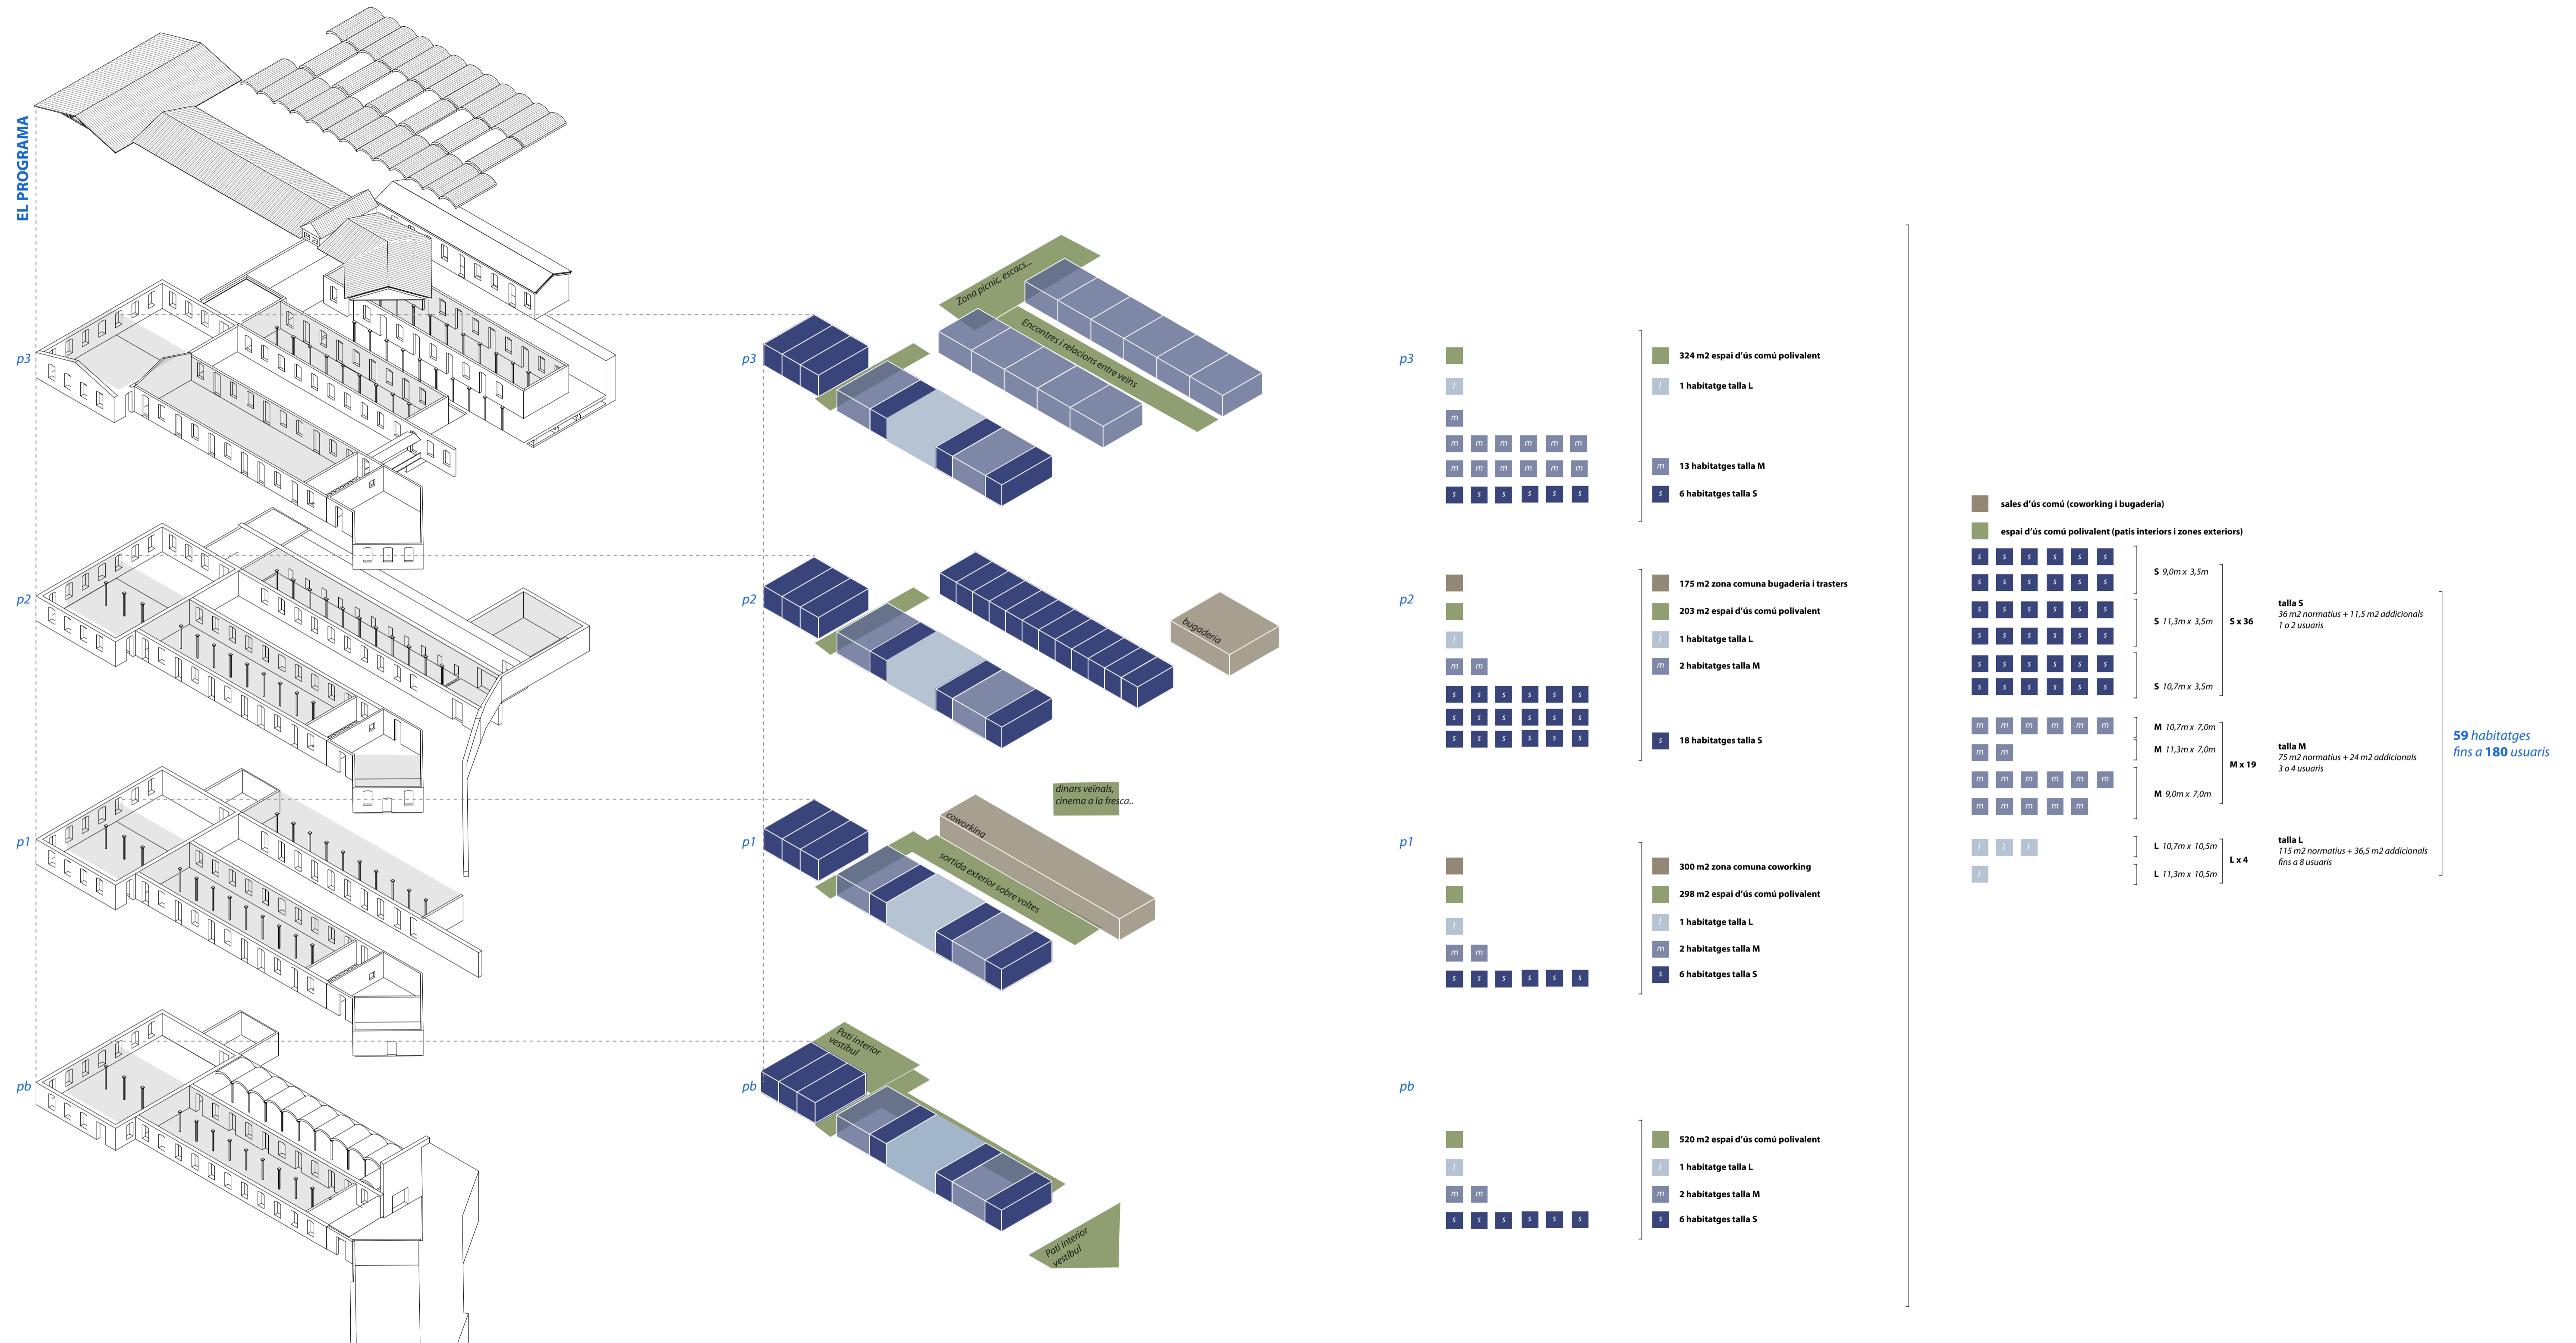 EL PROGRAMA
p3
p2
p1
pb
p3
Zona picnic, escacs...
Encontres i relacions entre veïns
p2
bugaderia
p1
dinars veïnals,
cinema a la fresca..
coworking
sortida exterior sobre voltes
pb
Pati interior
vestíbul
Pati interior
vestíbul
p3
324 m2 espai d'ús comú polivalent
l l 1 habitatge talla L
m
m m m m m m
m m m m m m m 13 habitatges talla M
s s s s s s s 6 habitatges talla S
p2
175 m2 zona comuna bugaderia i trasters
203 m2 espai d'ús comú polivalent
l l 1 habitatge talla L
m m m 2 habitatges talla M
s s s s s s
s s s s s s
s s s s s s s 18 habitatges talla S
p1
300 m2 zona comuna coworking
298 m2 espai d'ús comú polivalent
l l 1 habitatge talla L
m m m 2 habitatges talla M
s s s s s s s 6 habitatges talla S
pb
520 m2 espai d'ús comú polivalent
l l 1 habitatge talla L
m m m 2 habitatges talla M
s s s s s s s 6 habitatges talla S
sales d'ús comú (coworking i bugaderia)
espai d'ús comú polivalent (patis interiors i zones exteriors)
s s s s s s
s s s s s s
s s s s s s
s s s s s s
s s s s s s
s s s s s s
S 9,0m x 3,5m
S 11,3m x 3,5m
S 10,7m x 3,5m
S x 36
talla S
36 m2 normatius + 11,5 m2 addicionals
1 o 2 usuaris
m m m m m m
m m
m m m m m m
m m m m m
M 10,7m x 7,0m
M 11,3m x 7,0m
M 9,0m x 7,0m
M x 19
talla M
75 m2 normatius + 24 m2 addicionals
3 o 4 usuaris
l l l
l
L 10,7m x 10,5m
L 11,3m x 10,5m
L x 4
talla L
115 m2 normatius + 36,5 m2 addicionals
fins a 8 usuaris
59 habitatges
fins a 180 usuaris